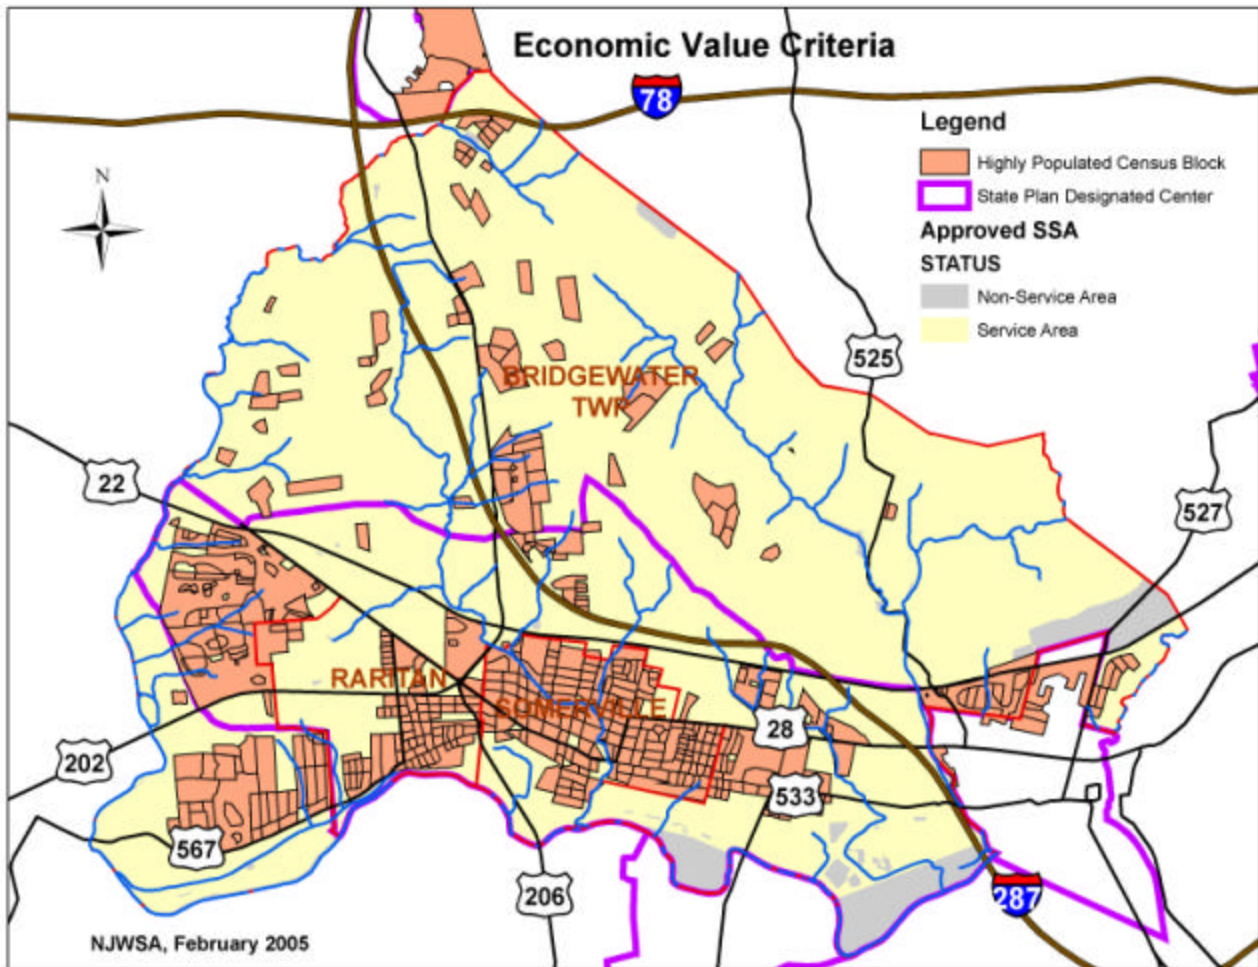 Economic Value Criteria
78
Legend
Highly Populated Census Block
State Plan Designated Center
Approved SSA
STATUS
Non-Service Area
Service Area
N
525
BRIDGEWATER
TWP
22
527
RARITAN
SOMERVILLE
28
202
533
567
206
287
NJWSA, February 2005